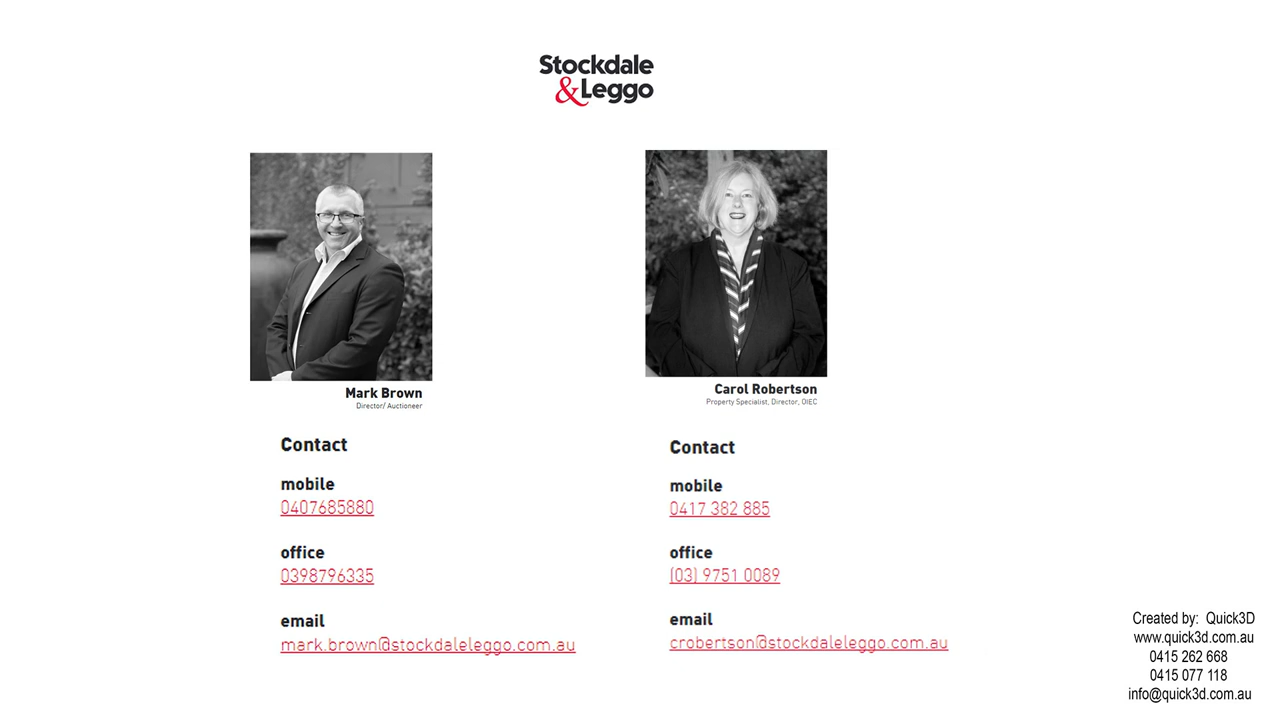 Stockdale
&Leggo
Mark Brown
Director/ Auctioneer
Contact
mobile
0407685880
office
0398796335
email
mark.brown@stockdaleleggo.com.au
Carol Robertson
Property Specialist, Director, OIEC
Contact
mobile
0417 382 885
office
(03) 9751 0089
email
crobertson@stockdaleleggo.com.au
Created by: Quick3D
www.quick3d.com.au
0415 262 668
0415 077 118
info@quick3d.com.au